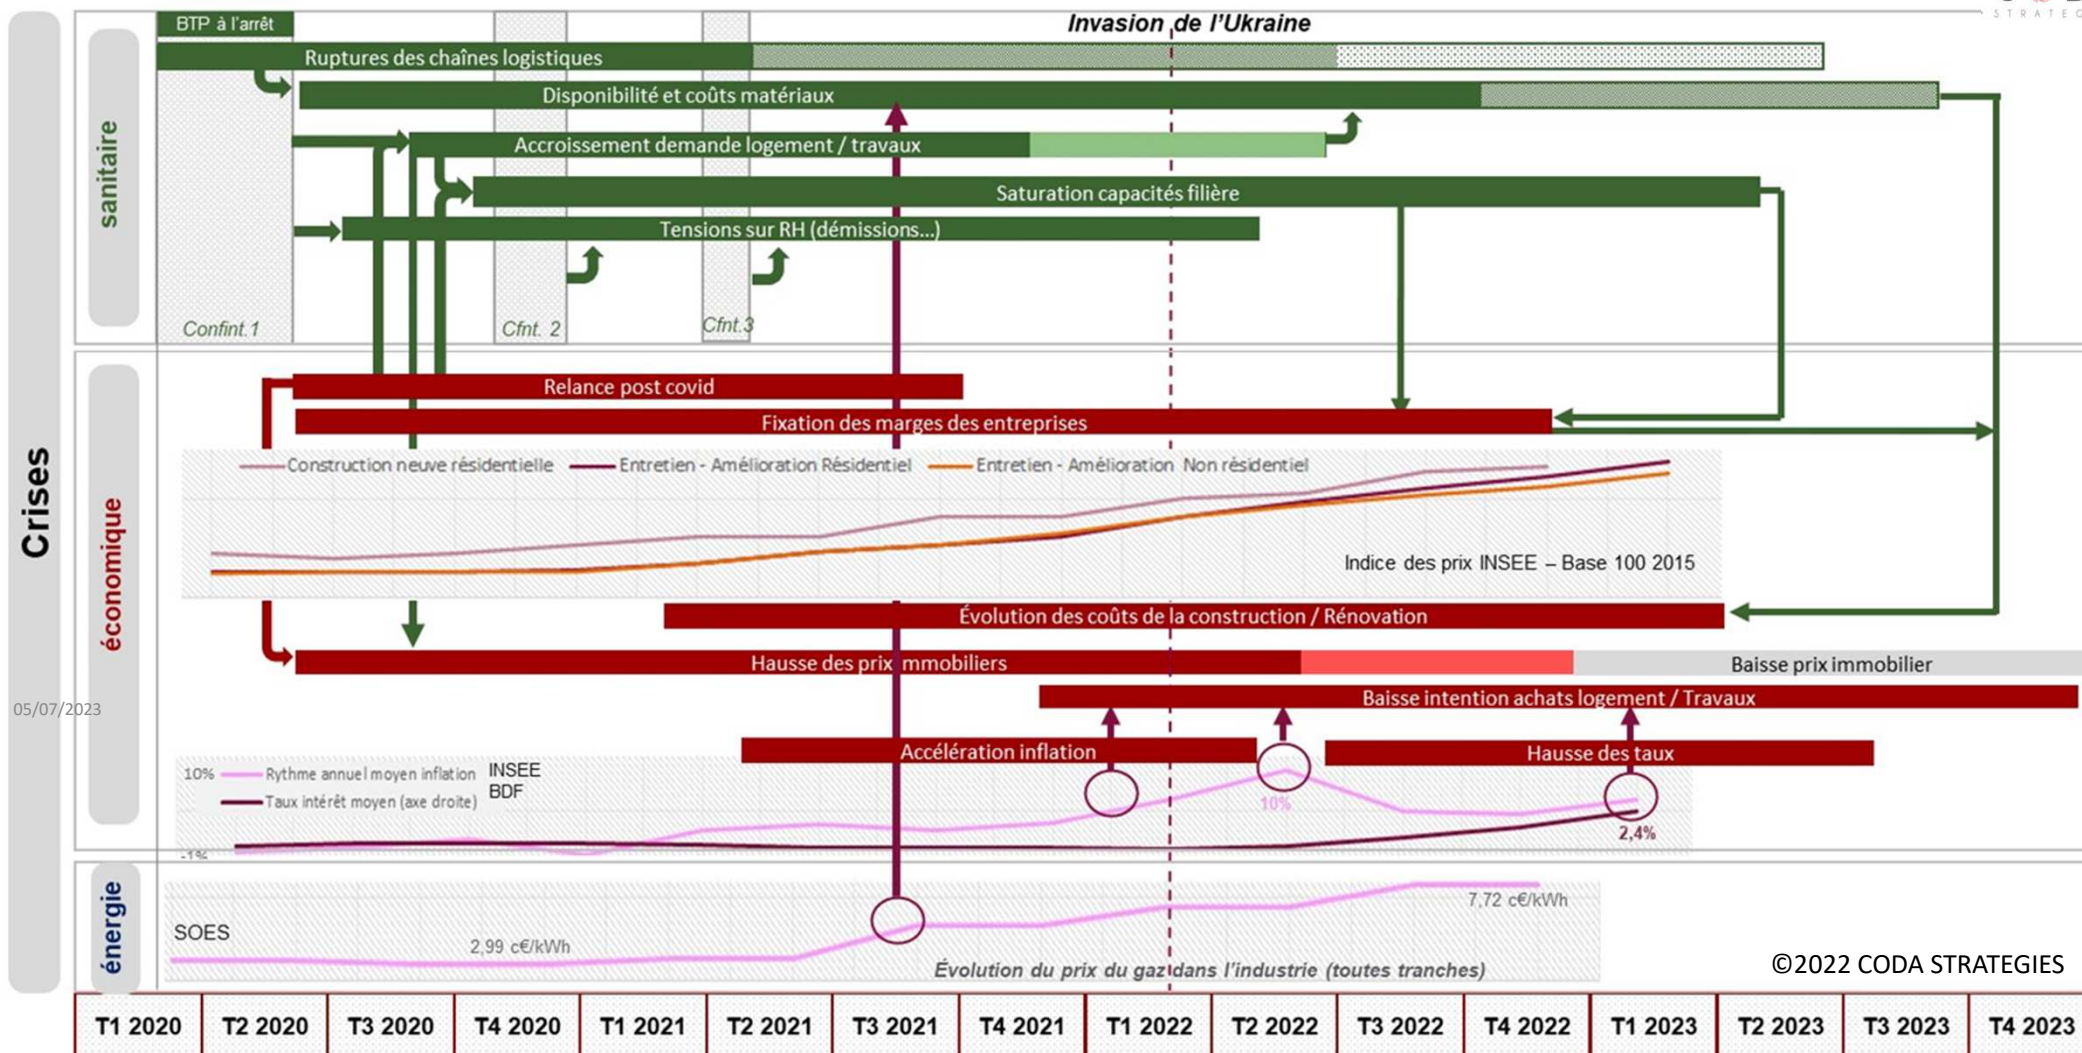 STRATEG
BTP à l'arrêt
Invasion de l'Ukraine
Ruptures des chaînes logistiques
Disponibilité et coûts matériaux
Accroissement demande logement / travaux
Saturation capacités filière
Tensions sur RH (démissions...)
Confint.1
Cfnt. 2
Cfnt.3
sanitaire
Crises
Relance post covid
Fixation des marges des entreprises
Construction neuve résidentielle
Entretien - Amélioration Résidentiel
Entretien - Amélioration Non résidentiel
Indice des prix INSEE – Base 100 2015
économique
Évolution des coûts de la construction / Rénovation
Hausse des prix immobiliers
Baisse prix immobilier
Baisse intention achats logement / Travaux
05/07/2023
Accélération inflation
Hausse des taux
10%
Rythme annuel moyen inflation
INSEE
Taux intérêt moyen (axe droite)
BDF
10%
2,4%
-1%
énergie
7,72 c€/kWh
SOES
2,99 c€/kWh
Évolution du prix du gaz dans l'industrie (toutes tranches)
©2022 CODA STRATEGIES
T1 2020 T2 2020 T3 2020 T4 2020 T1 2021 T2 2021 T3 2021 T4 2021 T1 2022 T2 2022 T3 2022 T4 2022 T1 2023 T2 2023 T3 2023 T4 2023